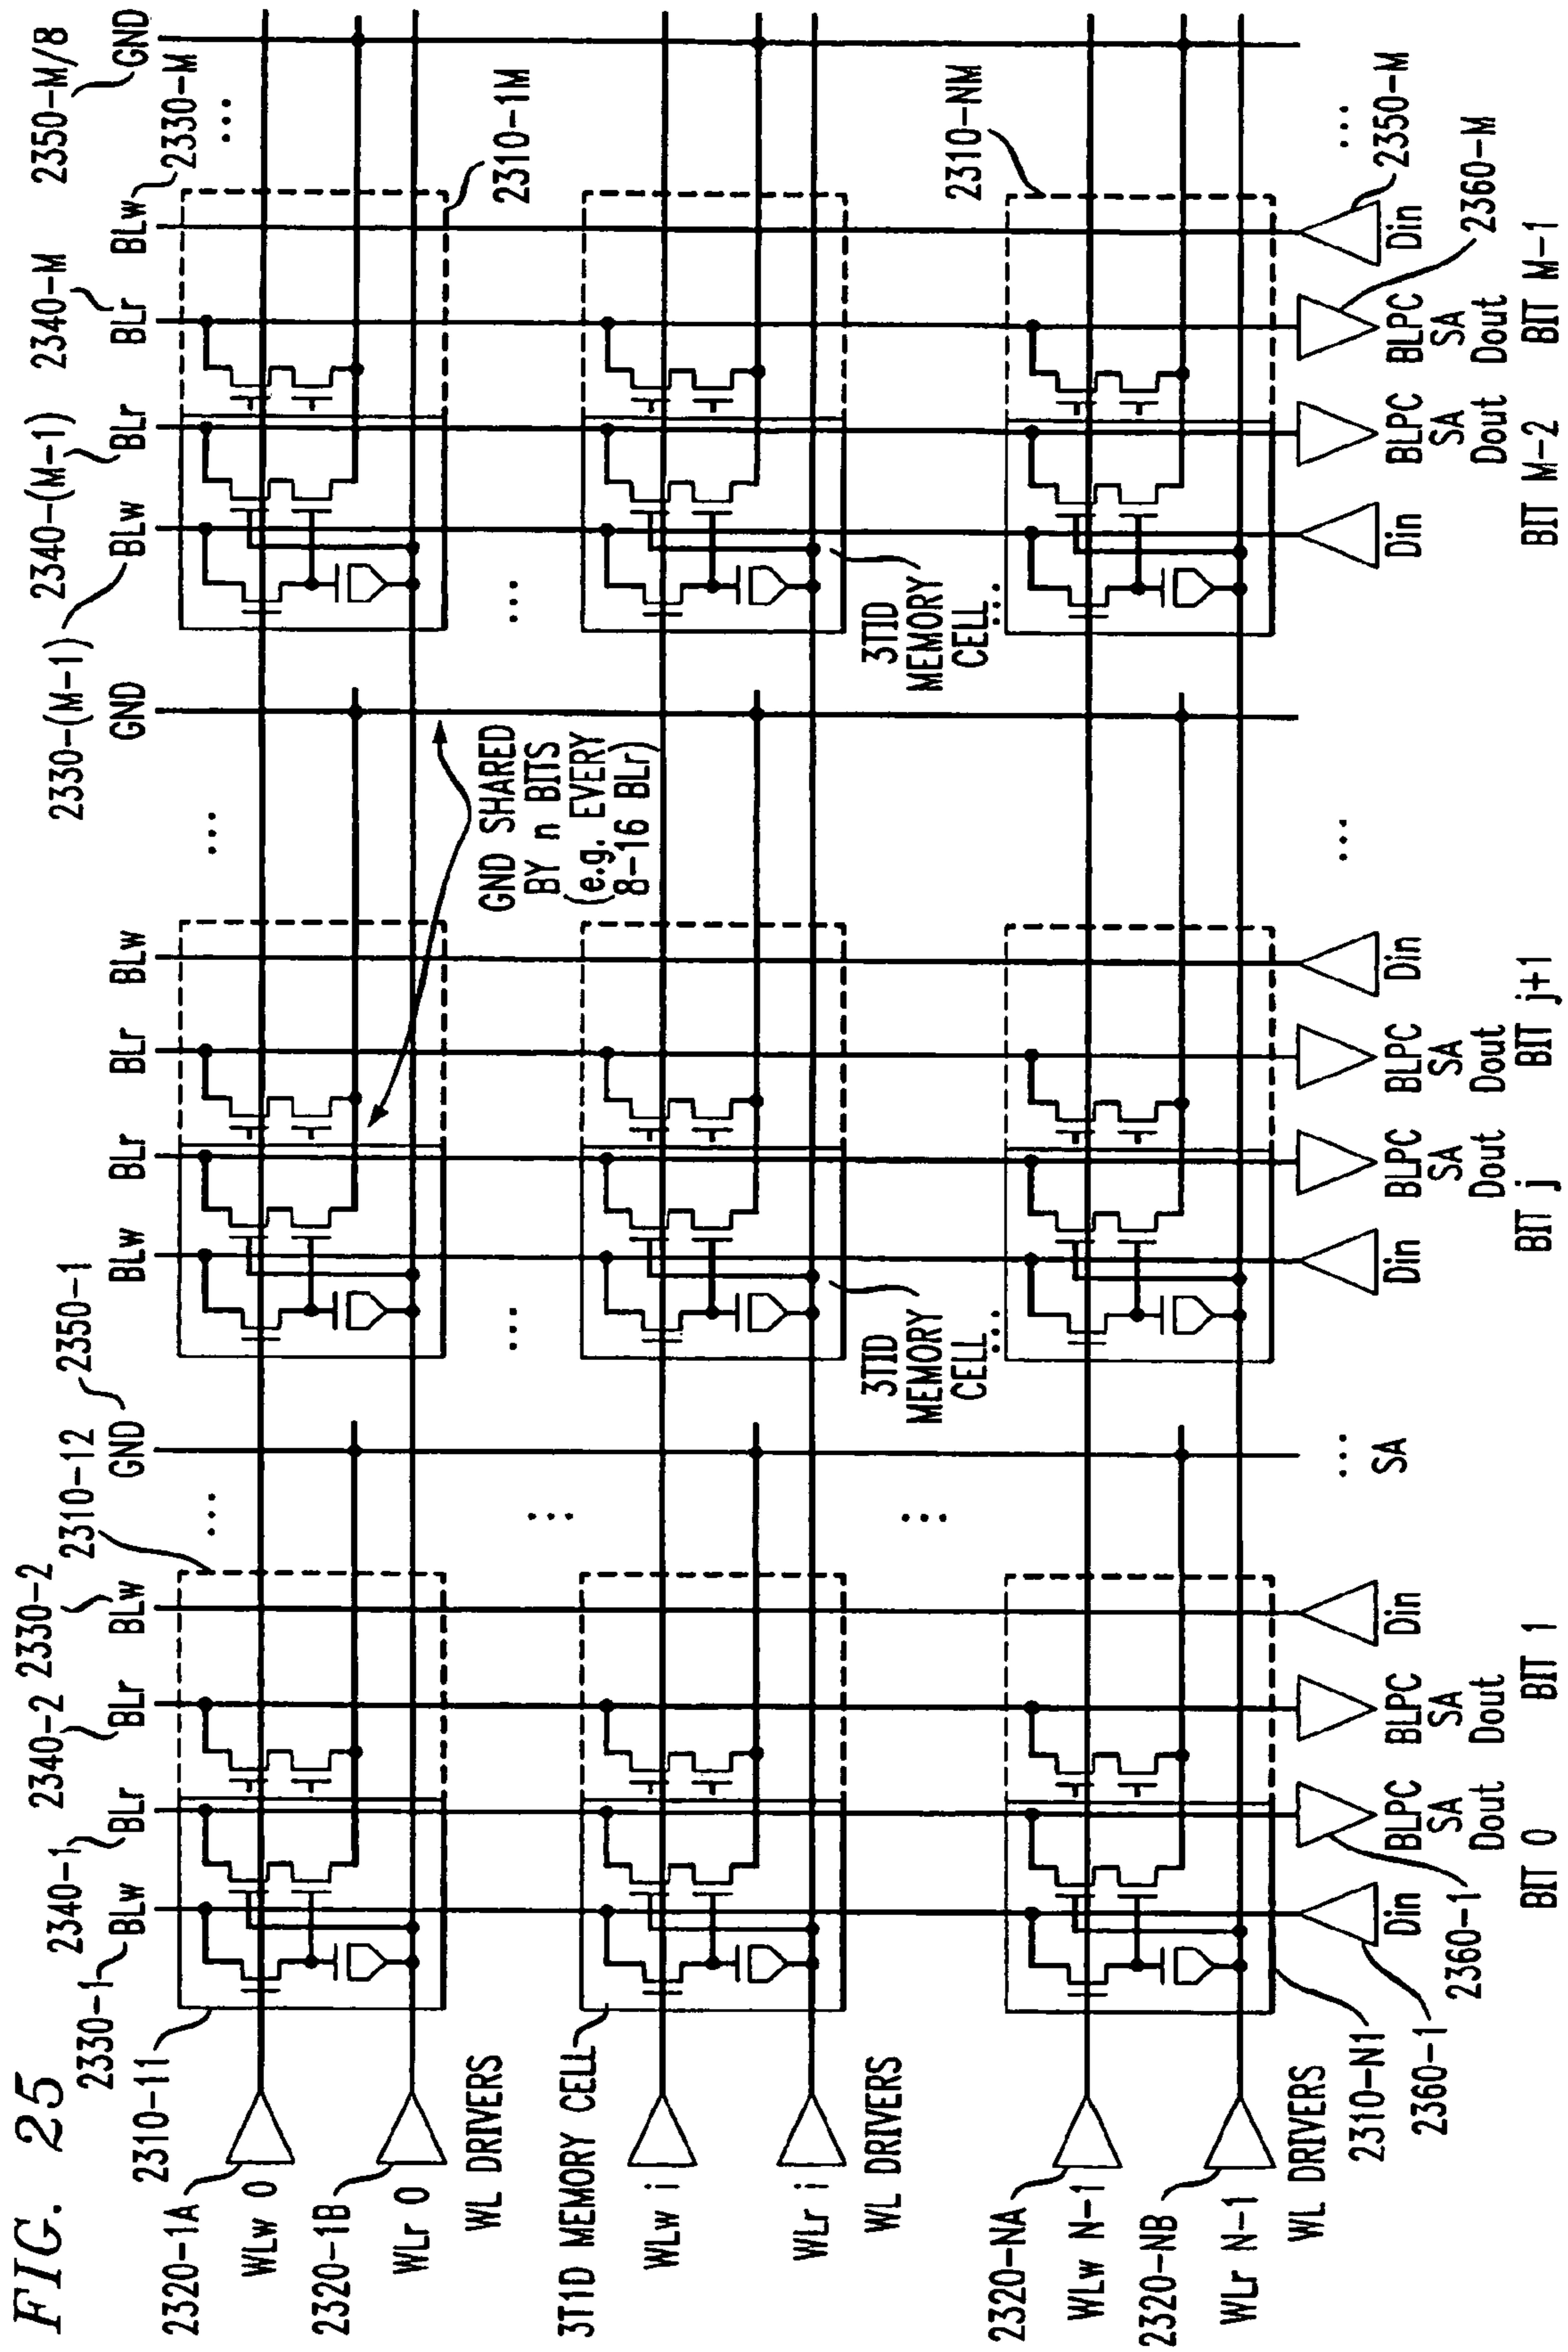 FIG. 25
2350-M/8
GND
2330-M
BLw
2340-M
BLr
2340-(M-1)
BLr
2330-(M-1)
BLw
GND
BLw
BLr
BLr
BLw
2350-1
GND
2310-12
2330-2
BLw
2340-2
BLr
2340-1
BLr
2330-1
BLw
2310-11
...
...
...
...
2310-1M
2320-1A
WLw 0
2320-1B
WLr 0
WL DRIVERS
GND SHARED
BY n BITS
(e.g. EVERY
8-16 BLr)
...
...
...
3T1D MEMORY CELL
WLw i
WLr i
WL DRIVERS
3TID
MEMORY
CELL
...
3TID
MEMORY
CELL
...
...
2310-NM
2320-NA
WLw N-1
2320-NB
WLr N-1
WL DRIVERS
2310-N1
2360-1
Din
2360-1
BLPC
SA
Dout
BIT 0
BLPC
SA
Dout
Din
BIT 1
...
SA
Din
BLPC
SA
Dout
BIT j
BLPC
SA
Dout
Din
BIT j+1
...
Din
BLPC
SA
Dout
BIT M-2
BLPC
SA
Dout
2360-M
Din
2350-M
BIT M-1
...